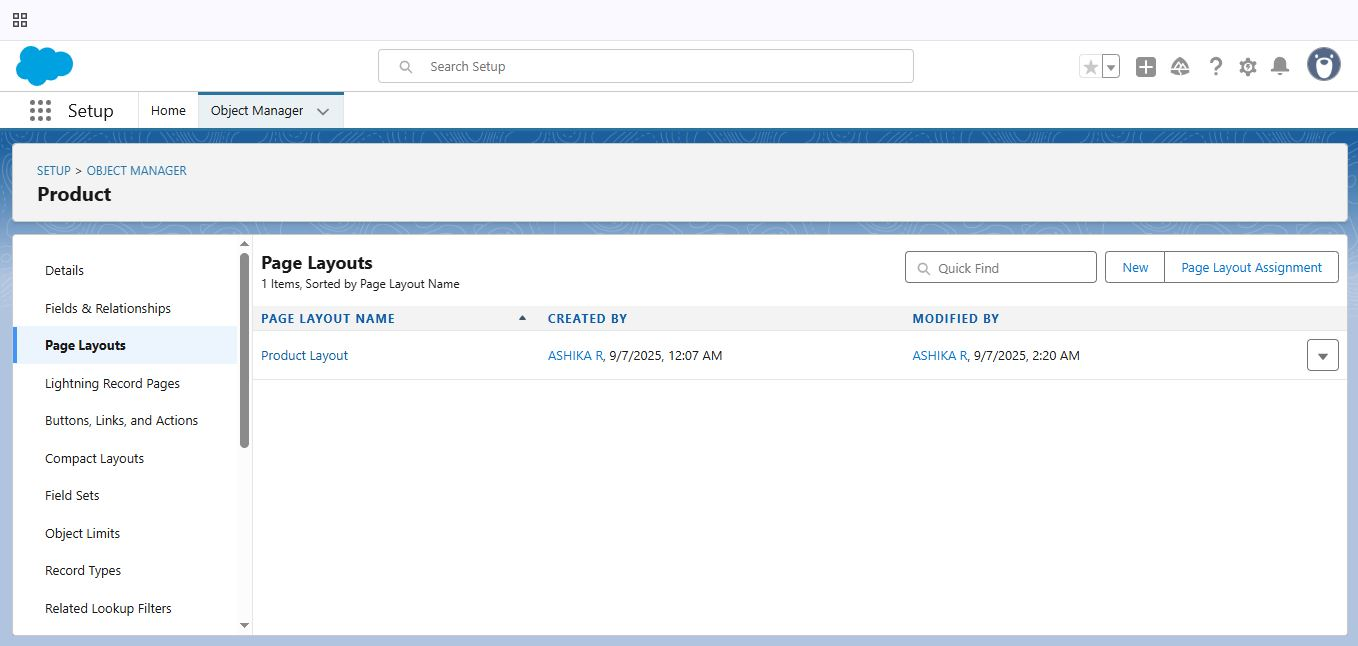 Search Setup
Setup
Home
Object Manager
SETUP > OBJECT MANAGER
Product
Details
Fields & Relationships
Page Layouts
Lightning Record Pages
Buttons, Links, and Actions
Compact Layouts
Field Sets
Object Limits
Record Types
Related Lookup Filters
Page Layouts
1 Items, Sorted by Page Layout Name
Quick Find
New
Page Layout Assignment
PAGE LAYOUT NAME CREATED BY MODIFIED BY
Product Layout ASHIKA R, 9/7/2025, 12:07 AM ASHIKA R, 9/7/2025, 2:20 AM